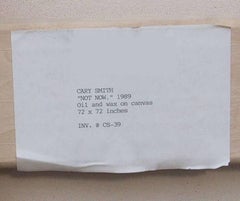 CARY SMITH
"NOT NOW." 1989
Oil and wax on canvas
72 x 72 inches
INV. # CS-39